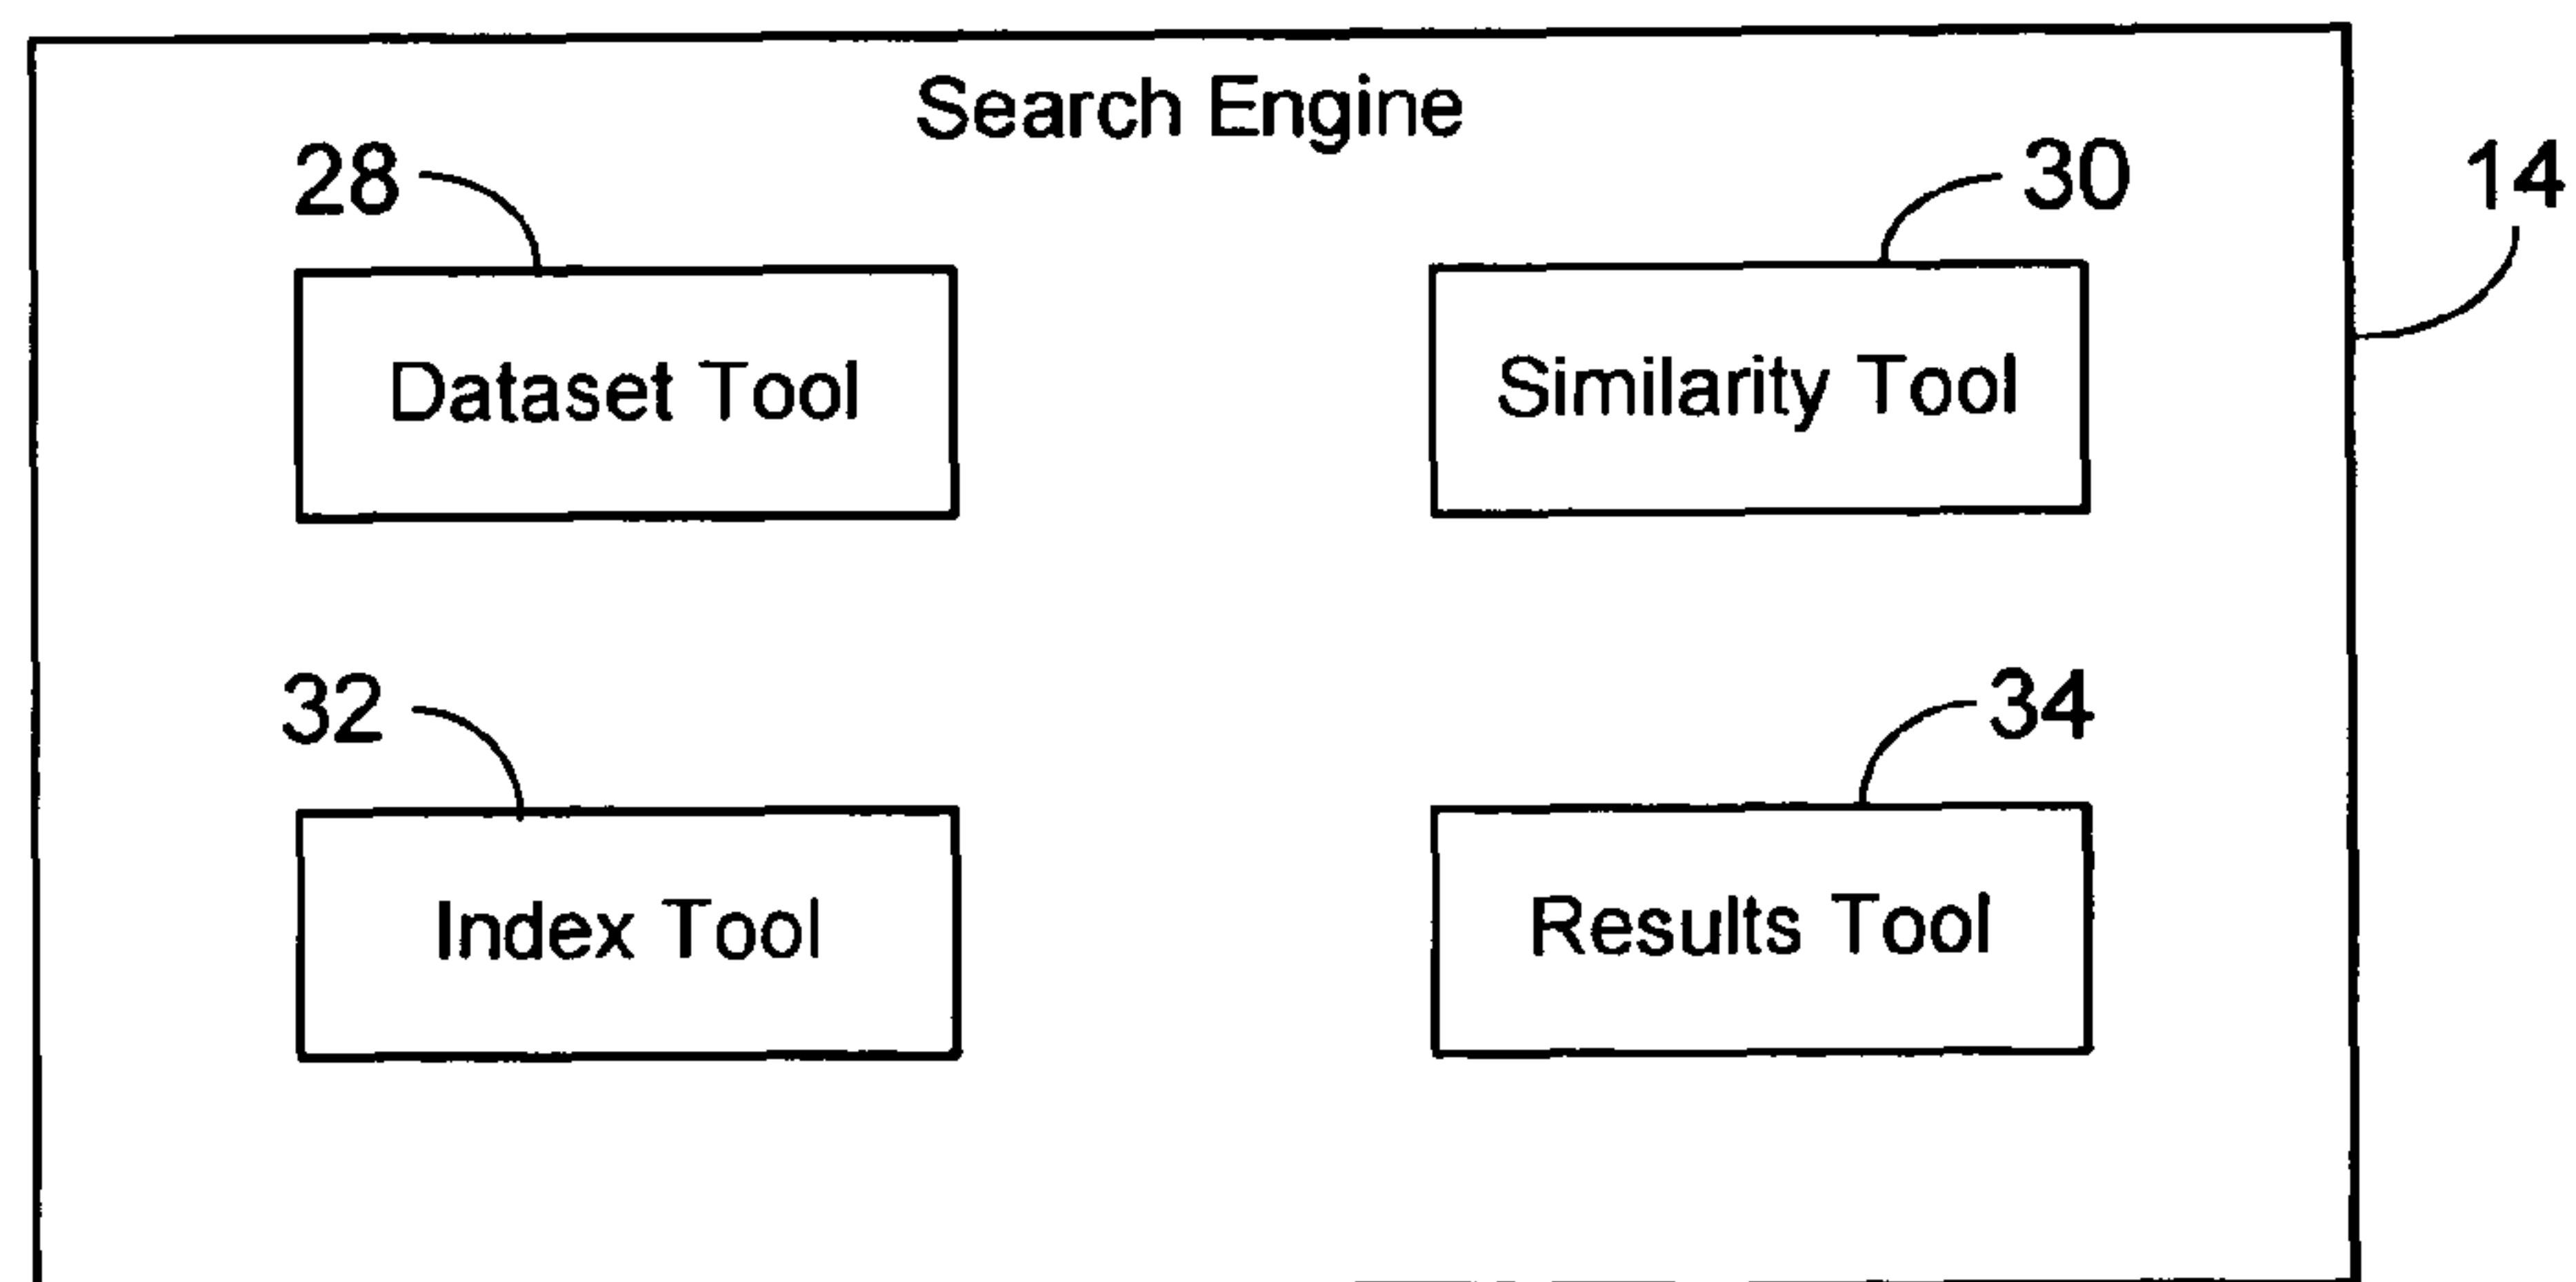 Search Engine
28
30
14
Dataset Tool
Similarity Tool
32
34
Index Tool
Results Tool